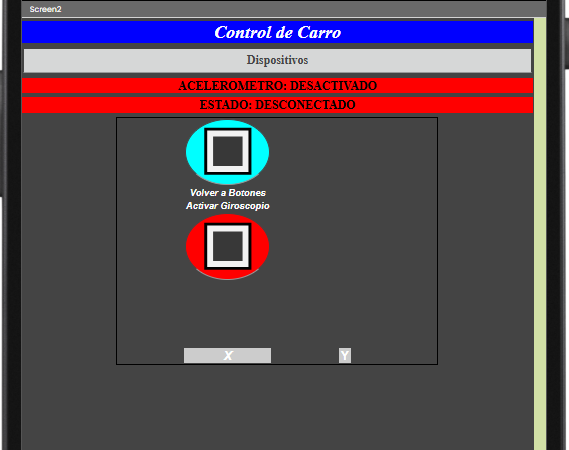 Screen2
Control de Carro
Dispositivos
ACELEROMETRO: DESACTIVADO
ESTADO: DESCONECTADO
Volver a Botones
Activar Giroscopio
X Y